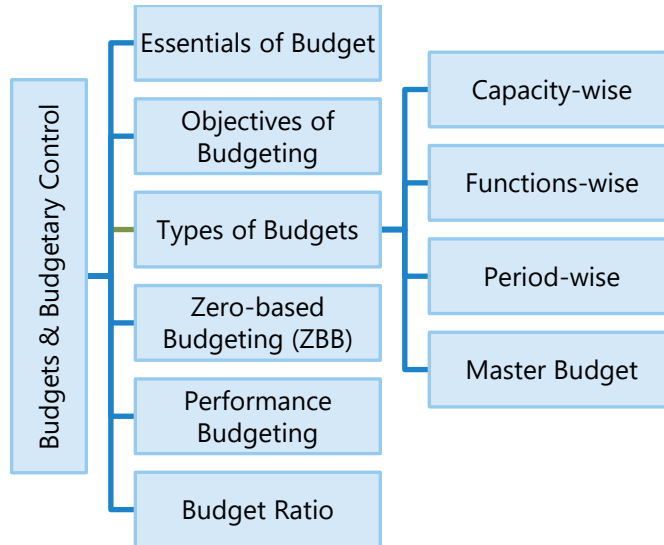 Budgets & Budgetary Control
Essentials of Budget
Objectives of
Budgeting
Types of Budgets
Zero-based
Budgeting (ZBB)
Performance
Budgeting
Budget Ratio
Capacity-wise
Functions-wise
Period-wise
Master Budget